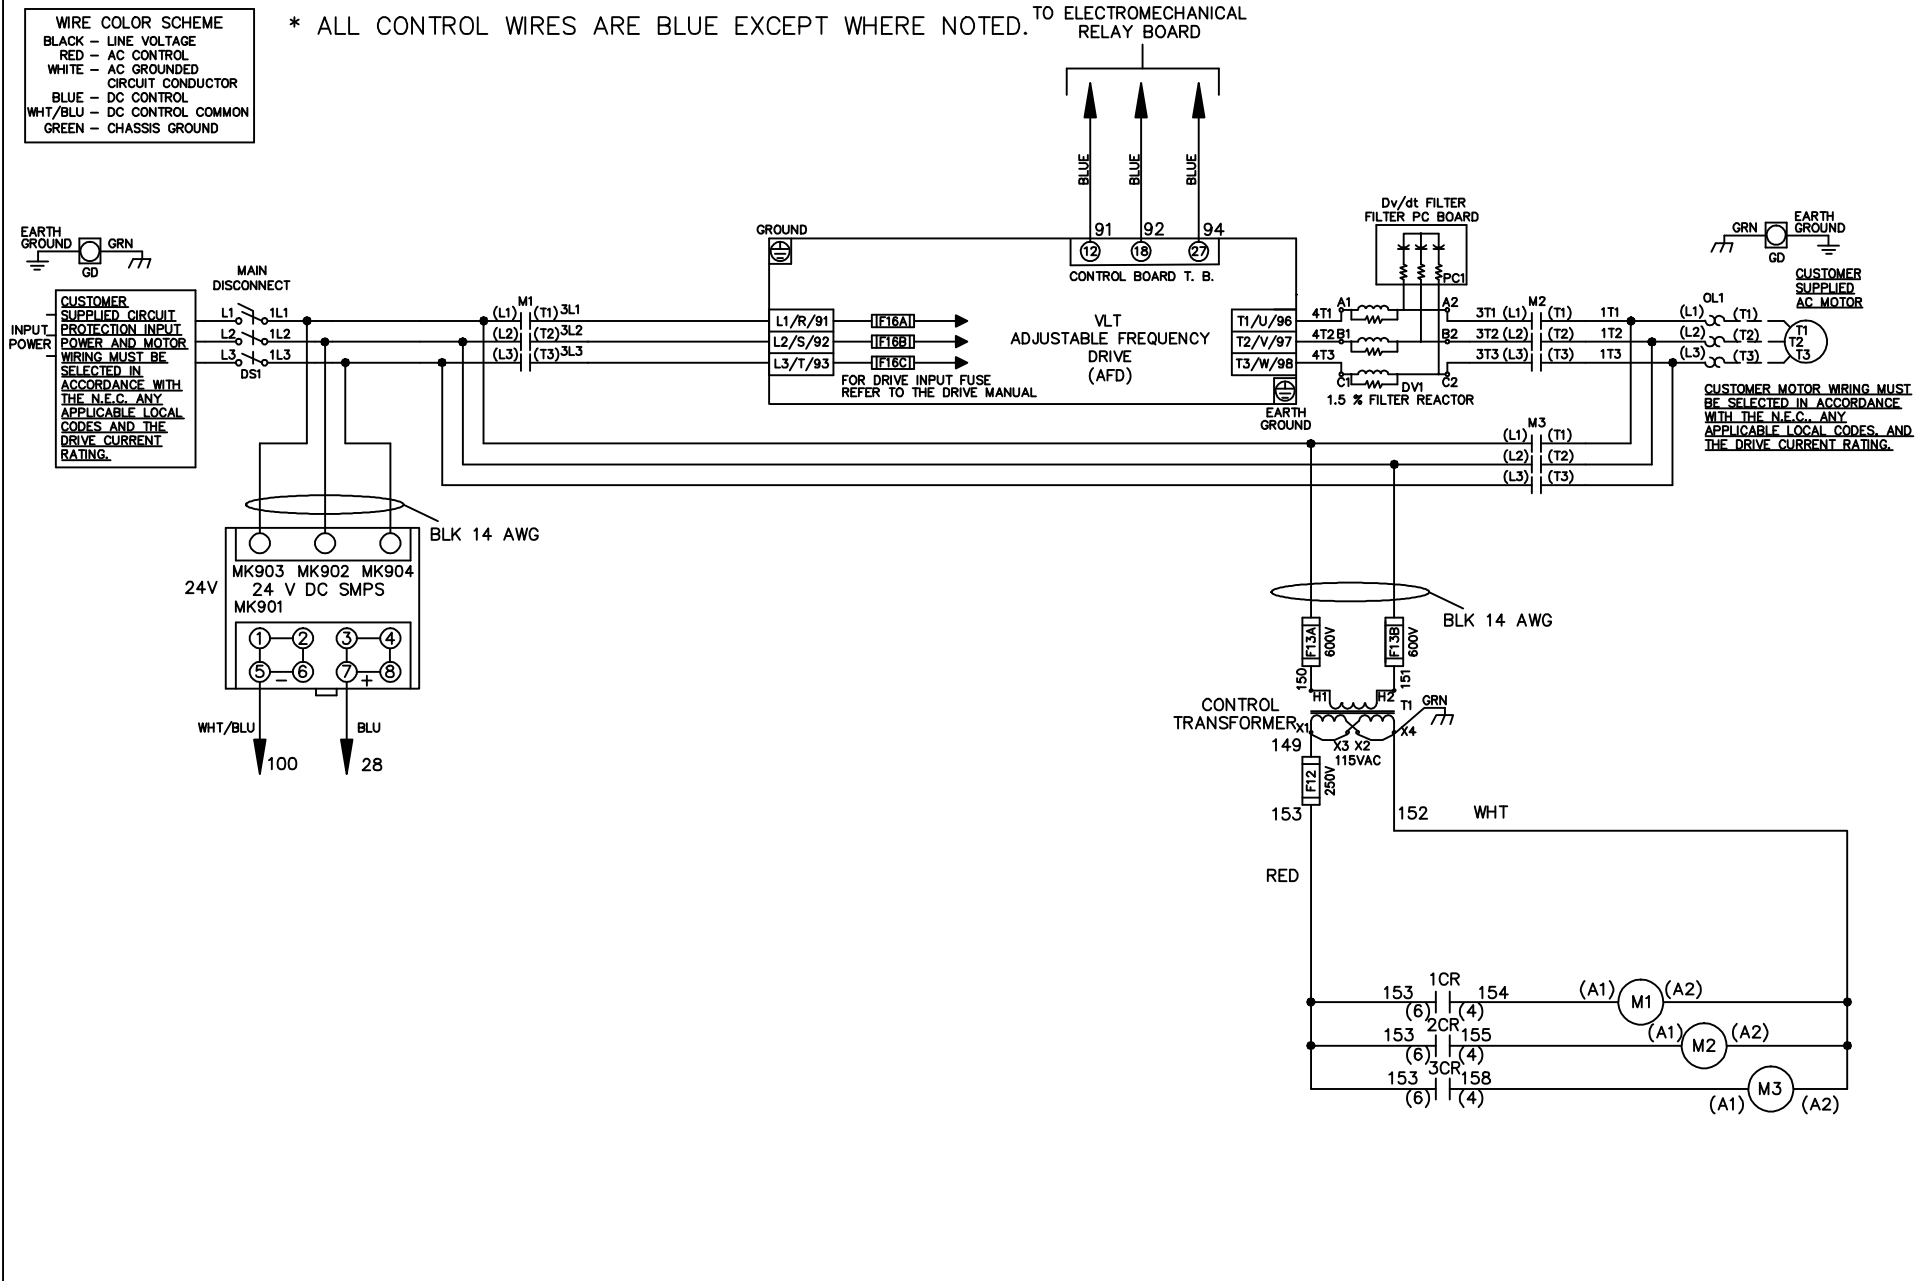 WIRE COLOR SCHEME
BLACK – LINE VOLTAGE
RED – AC CONTROL
WHITE – AC GROUNDED
CIRCUIT CONDUCTOR
BLUE – DC CONTROL
WHT/BLU – DC CONTROL COMMON
GREEN – CHASSIS GROUND
* ALL CONTROL WIRES ARE BLUE EXCEPT WHERE NOTED.
TO ELECTROMECHANICAL
RELAY BOARD
BLUE
BLUE
BLUE
91 92 94
12 18 27
CONTROL BOARD T. B.
EARTH
GROUND
GRN
GD
MAIN
DISCONNECT
L1 1L1
L2 1L2
L3 1L3
DS1
INPUT
POWER
CUSTOMER
SUPPLIED CIRCUIT
PROTECTION INPUT
POWER AND MOTOR
WIRING MUST BE
SELECTED IN
ACCORDANCE WITH
THE N.E.C. ANY
APPLICABLE LOCAL
CODES AND THE
DRIVE CURRENT
RATING.
M1
(L1) (T1) 3L1
(L2) (T2) 3L2
(L3) (T3) 3L3
GROUND
L1/R/91
L2/S/92
L3/T/93
F16A
F16B
F16C
FOR DRIVE INPUT FUSE
REFER TO THE DRIVE MANUAL
VLT
ADJUSTABLE FREQUENCY
DRIVE
(AFD)
T1/U/96
T2/V/97
T3/W/98
EARTH
GROUND
4T1
4T2
4T3
A1 A2
B1 B2
C1 C2
DV1
1.5 % FILTER REACTOR
Dv/dt FILTER
FILTER PC BOARD
PC1
M2
3T1 (L1) (T1) 1T1
3T2 (L2) (T2) 1T2
3T3 (L3) (T3) 1T3
OL1
(L1) (T1)
(L2) (T2)
(L3) (T3)
T1
T2
T3
GRN
EARTH
GROUND
GD
CUSTOMER
SUPPLIED
AC MOTOR
CUSTOMER MOTOR WIRING MUST
BE SELECTED IN ACCORDANCE
WITH THE N.E.C., ANY
APPLICABLE LOCAL CODES, AND
THE DRIVE CURRENT RATING.
M3
(L1) (T1)
(L2) (T2)
(L3) (T3)
BLK 14 AWG
MK903 MK902 MK904
24V
24 V DC SMPS
MK901
1 2 3 4
5 – 6 7 + 8
WHT/BLU BLU
100 28
BLK 14 AWG
F13A
600V
F13B
600V
150
151
H1 H2
T1
GRN
CONTROL
TRANSFORMER
X1 X3 X2 X4
115VAC
149
F12
250V
153
152
WHT
RED
1CR
153 154
(6) (4)
(A1) M1 (A2)
2CR
153 155
(6) (4)
(A1) M2 (A2)
3CR
153 158
(6) (4)
(A1) M3 (A2)